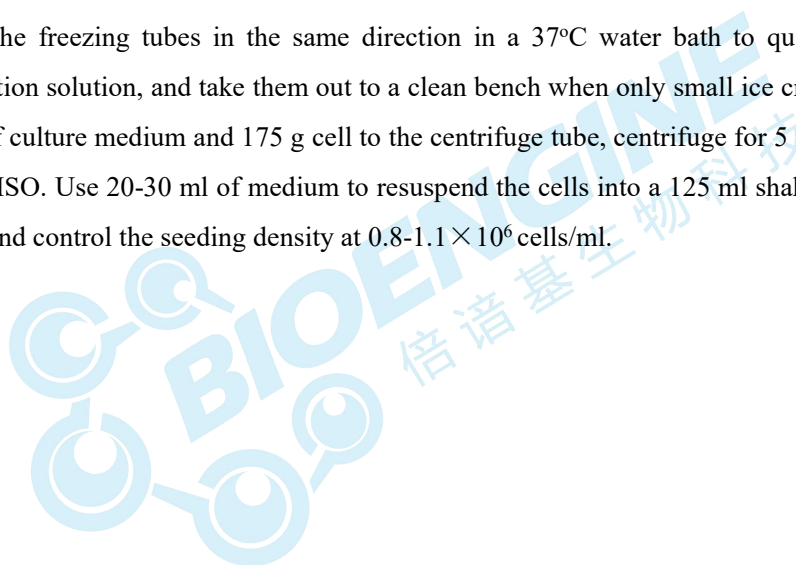 he freezing tubes in the same direction in a 37°C water bath to qu
tion solution, and take them out to a clean bench when only small ice cr
f culture medium and 175 g cell to the centrifuge tube, centrifuge for 5
ISO. Use 20-30 ml of medium to resuspend the cells into a 125 ml shal
nd control the seeding density at 0.8-1.1×10⁶ cells/ml.
BIOENGINE
倍谙基生物科技